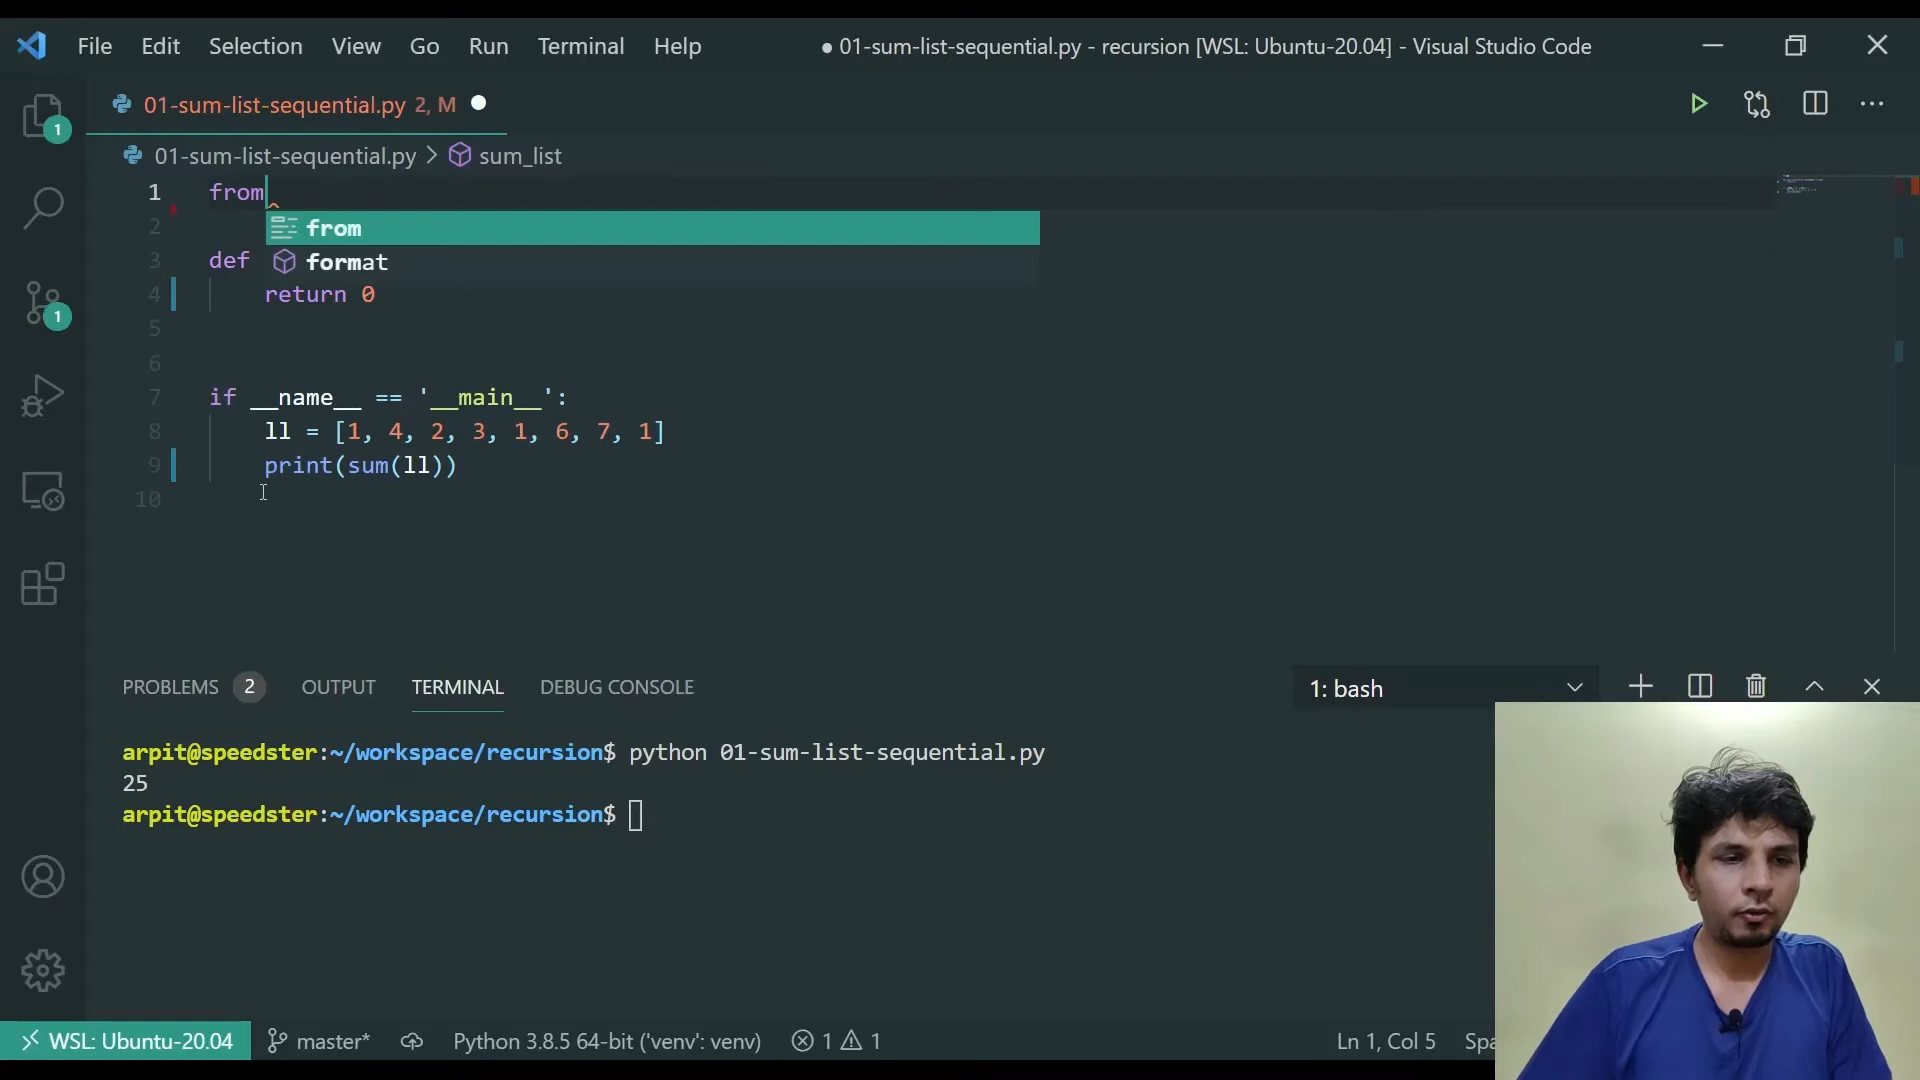 File Edit Selection View Go Run Terminal Help ● 01-sum-list-sequential.py - recursion [WSL: Ubuntu-20.04] - Visual Studio Code
01-sum-list-sequential.py 2, M
01-sum-list-sequential.py > sum_list
1 from
2 from
3 def format
4 return 0
5
6
7 if __name__ == '__main__':
8 ll = [1, 4, 2, 3, 1, 6, 7, 1]
9 print(sum(ll))
10
1
1
PROBLEMS 2 OUTPUT TERMINAL DEBUG CONSOLE 1: bash
arpit@speedster:~/workspace/recursion$ python 01-sum-list-sequential.py
25
arpit@speedster:~/workspace/recursion$
WSL: Ubuntu-20.04 master* Python 3.8.5 64-bit ('venv': venv) 1 1 Ln 1, Col 5 Spa